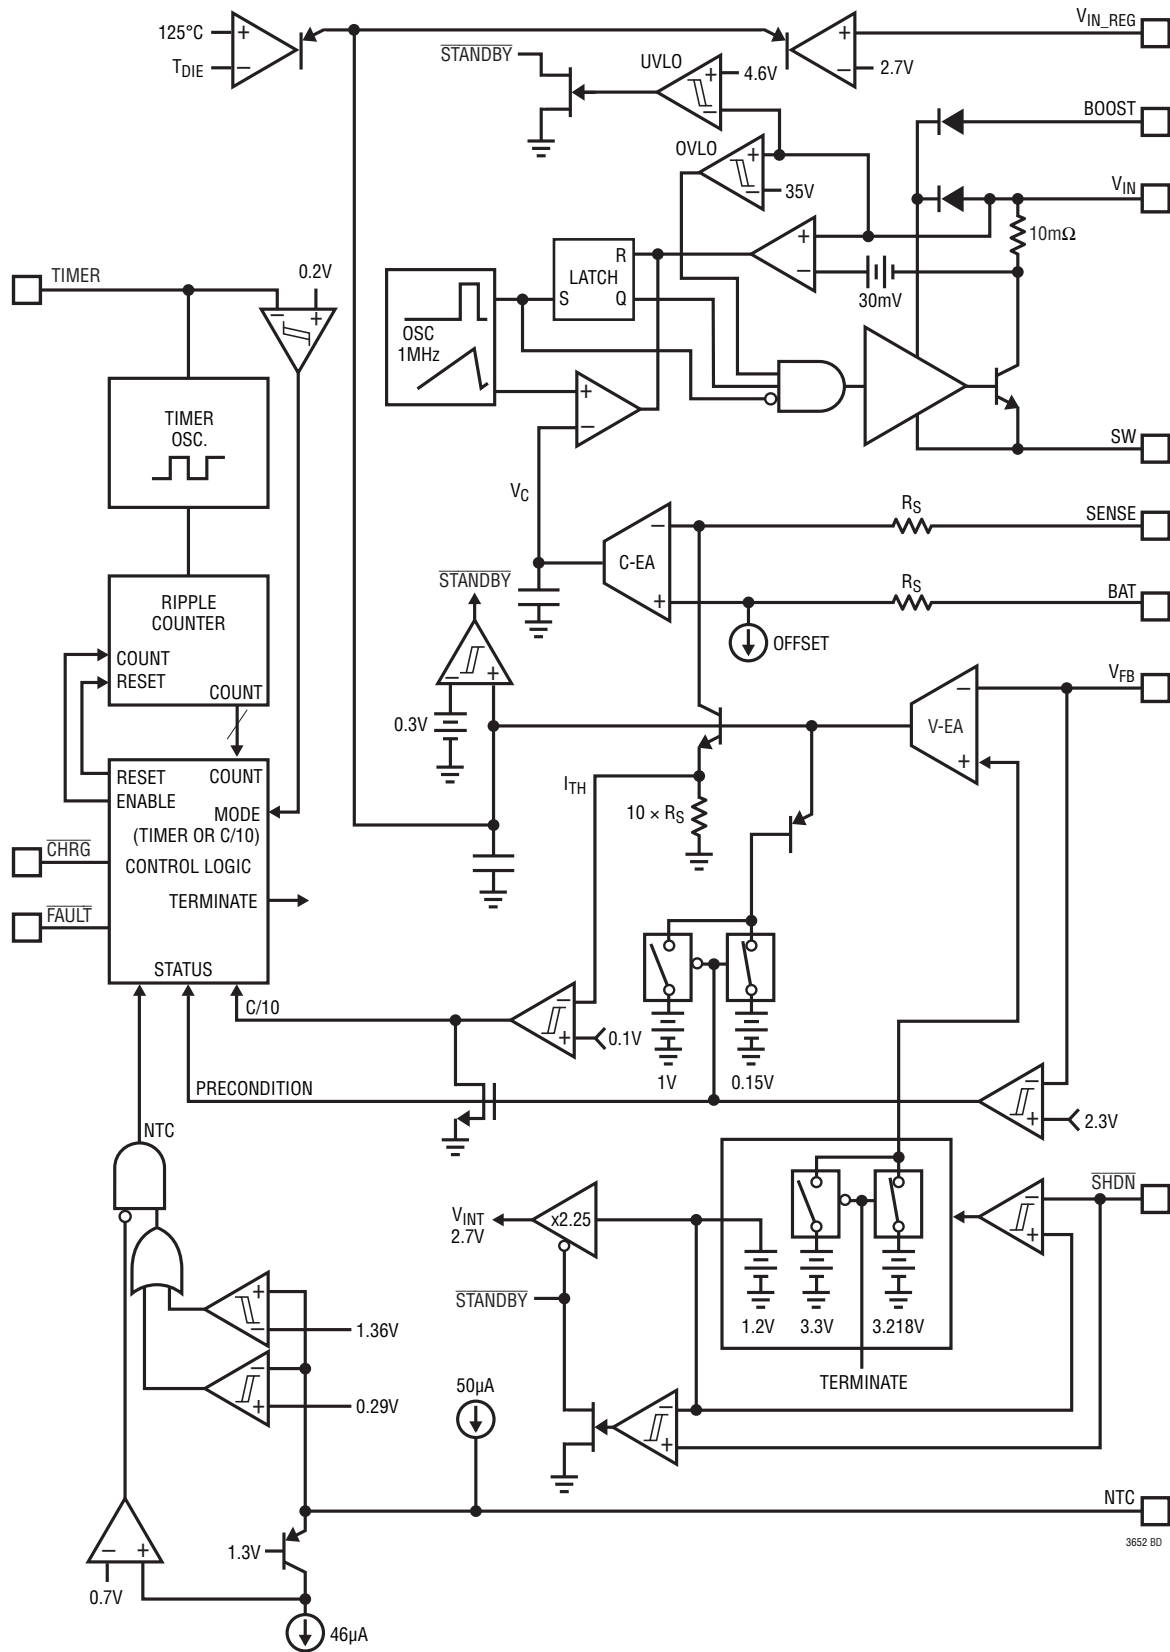 125°C
TDIE
STANDBY
UVLO
4.6V
VIN_REG
2.7V
BOOST
OVLO
35V
VIN
10mΩ
30mV
TIMER
0.2V
OSC
1MHz
LATCH
R
S
Q
TIMER
OSC.
SW
VC
C-EA
RS
SENSE
RS
BAT
OFFSET
STANDBY
RIPPLE
COUNTER
COUNT
RESET
COUNT
0.3V
V-EA
VFB
RESET
COUNT
ENABLE
MODE
(TIMER OR C/10)
CONTROL LOGIC
TERMINATE
STATUS
CHRG
FAULT
ITH
10 × RS
C/10
0.1V
1V
0.15V
PRECONDITION
2.3V
NTC
VINT
2.7V
x2.25
SHDN
STANDBY
1.2V
3.3V
3.218V
TERMINATE
1.36V
0.29V
50µA
NTC
1.3V
0.7V
46µA
3652 BD